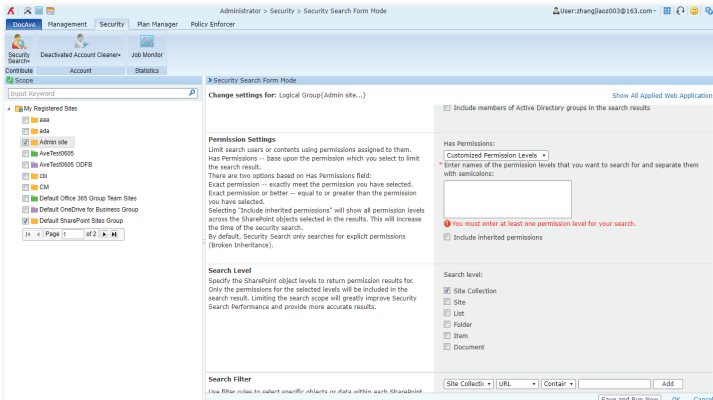 Administrator > Security > Security Search Form Mode
User:zhangjiaoz003@163.com
DocAve
Management
Security
Plan Manager
Policy Enforcer
Security Search
Deactivated Account Cleaner
Job Monitor
Contribute
Account
Statistics
Scope
Input Keyword
My Registered Sites
aaa
ada
Admin site
AveTest0605
AveTest0605 ODFB
cbi
CM
Default Office 365 Group Team Sites
Default OneDrive for Business Group
Default SharePoint Sites Group
Page 1 of 2
> Security Search Form Mode
Change settings for: Logical Group{Admin site...}
Show All Applied Web Application
Include members of Active Directory groups in the search results
Permission Settings
Limit search users or contents using permissions assigned to them.
Has Permissions -- base upon the permission which you select to limit
the search result.
There are two options based on Has Permissions field:
Exact permission -- exactly meet the permission you have selected.
Exact permission or better -- equal to or greater than the permission
you have selected.
Selecting "Include inherited permissions" will show all permission levels
across the SharePoint objects selected in the results. This will increase
the time of the security search.
By default, Security Search only searches for explicit permissions
(Broken Inheritance).
Has Permissions:
Customized Permission Levels
* Enter names of the permission levels that you want to search for and separate them
with semicolons:
You must enter at least one permission level for your search.
Include inherited permissions
Search Level
Specify the SharePoint object levels to return permission results for.
Only the permissions for the selected levels will be included in the
search result. Limiting the search scope will greatly improve Security
Search Performance and provide more accurate results.
Search level:
Site Collection
Site
List
Folder
Item
Document
Search Filter
Use filter rules to select specific objects or data within each SharePoint
Site Collectic
URL
Contair
Add
Save and Run Now
OK
Cancel